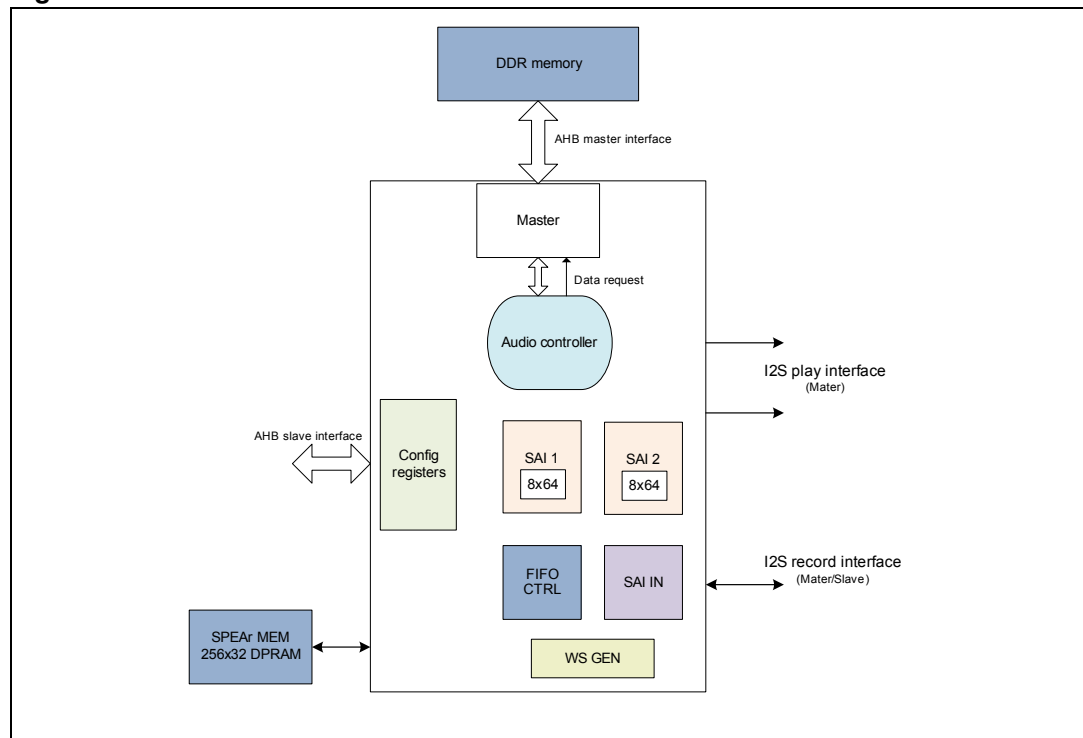 DDR memory
AHB master interface
Master
Data request
Audio controller
I2S play interface
(Mater)
AHB slave interface
Config
registers
SAI 1
8x64
SAI 2
8x64
FIFO
CTRL
SAI IN
I2S record interface
(Mater/Slave)
SPEAr MEM
256x32 DPRAM
WS GEN